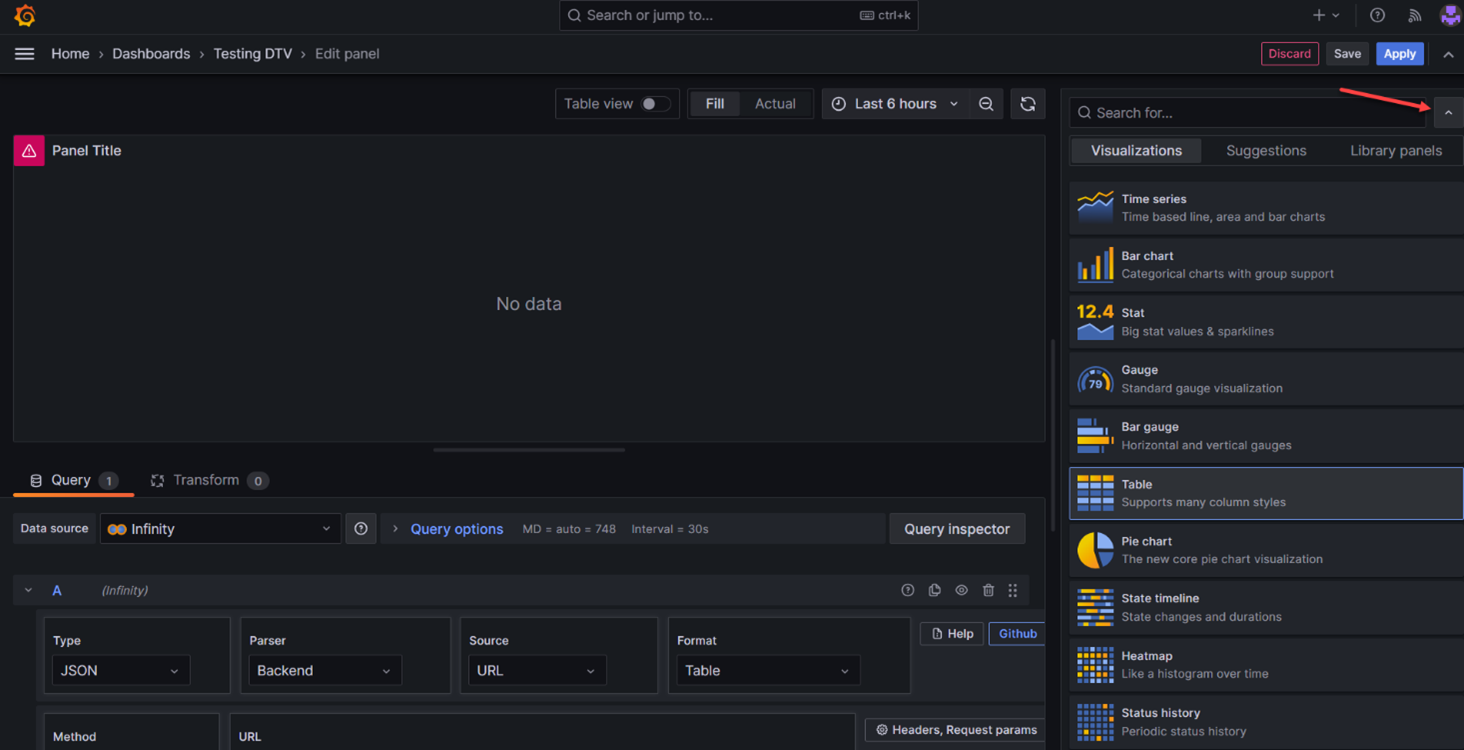 Search or jump to...
ctrl+k
Home › Dashboards › Testing DTV › Edit panel
Discard
Save
Apply
Table view
Fill
Actual
Last 6 hours
Search for...
Panel Title
Visualizations
Suggestions
Library panels
Time series
Time based line, area and bar charts
Bar chart
Categorical charts with group support
12.4
Stat
Big stat values & sparklines
No data
79
Gauge
Standard gauge visualization
Bar gauge
Horizontal and vertical gauges
Table
Supports many column styles
Pie chart
The new core pie chart visualization
State timeline
State changes and durations
Heatmap
Like a histogram over time
Status history
Periodic status history
Query 1
Transform 0
Data source
Infinity
Query options
MD = auto = 748
Interval = 30s
Query inspector
A
(Infinity)
Type
JSON
Parser
Backend
Source
URL
Format
Table
Help
Github
Method
URL
Headers, Request params